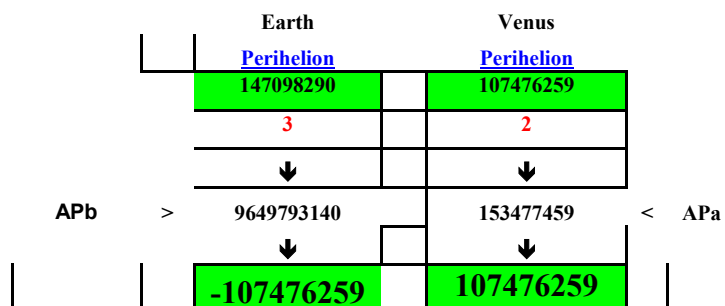 Earth Venus
Perihelion Perihelion
147098290 107476259
3 2
🡻 🡻
APb > 9649793140 153477459 < APa
🡻 🡻
-107476259 107476259